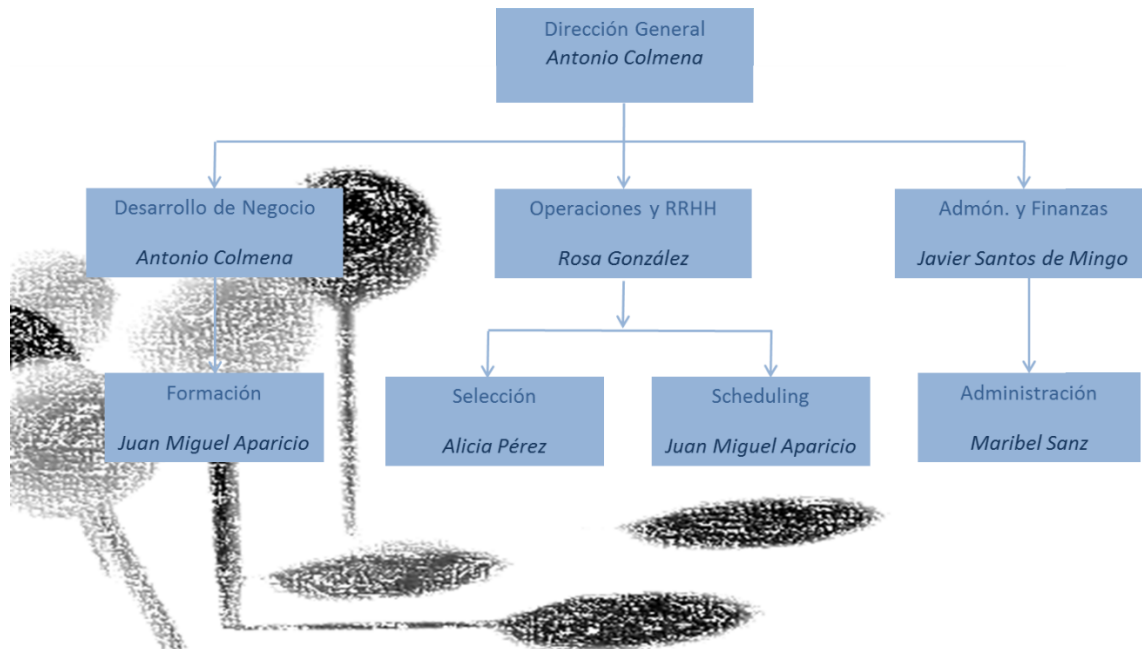 Dirección General
Antonio Colmena
Desarrollo de Negocio
Antonio Colmena
Operaciones y RRHH
Rosa González
Admón. y Finanzas
Javier Santos de Mingo
Formación
Juan Miguel Aparicio
Selección
Alicia Pérez
Scheduling
Juan Miguel Aparicio
Administración
Maribel Sanz